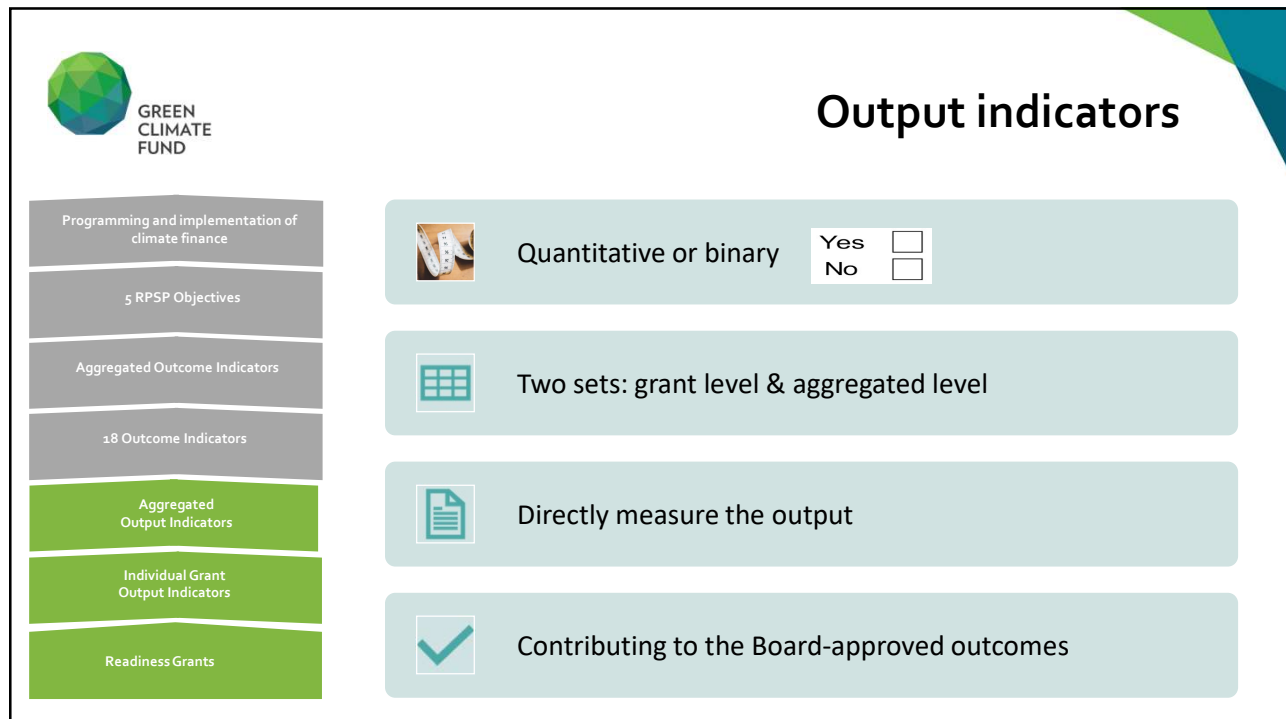 GREEN
CLIMATE
FUND
Output indicators
Programming and implementation of
climate finance
5 RPSP Objectives
Aggregated Outcome Indicators
18 Outcome Indicators
Aggregated
Output Indicators
Individual Grant
Output Indicators
Readiness Grants
Quantitative or binary
Yes
No
Two sets: grant level & aggregated level
Directly measure the output
Contributing to the Board-approved outcomes